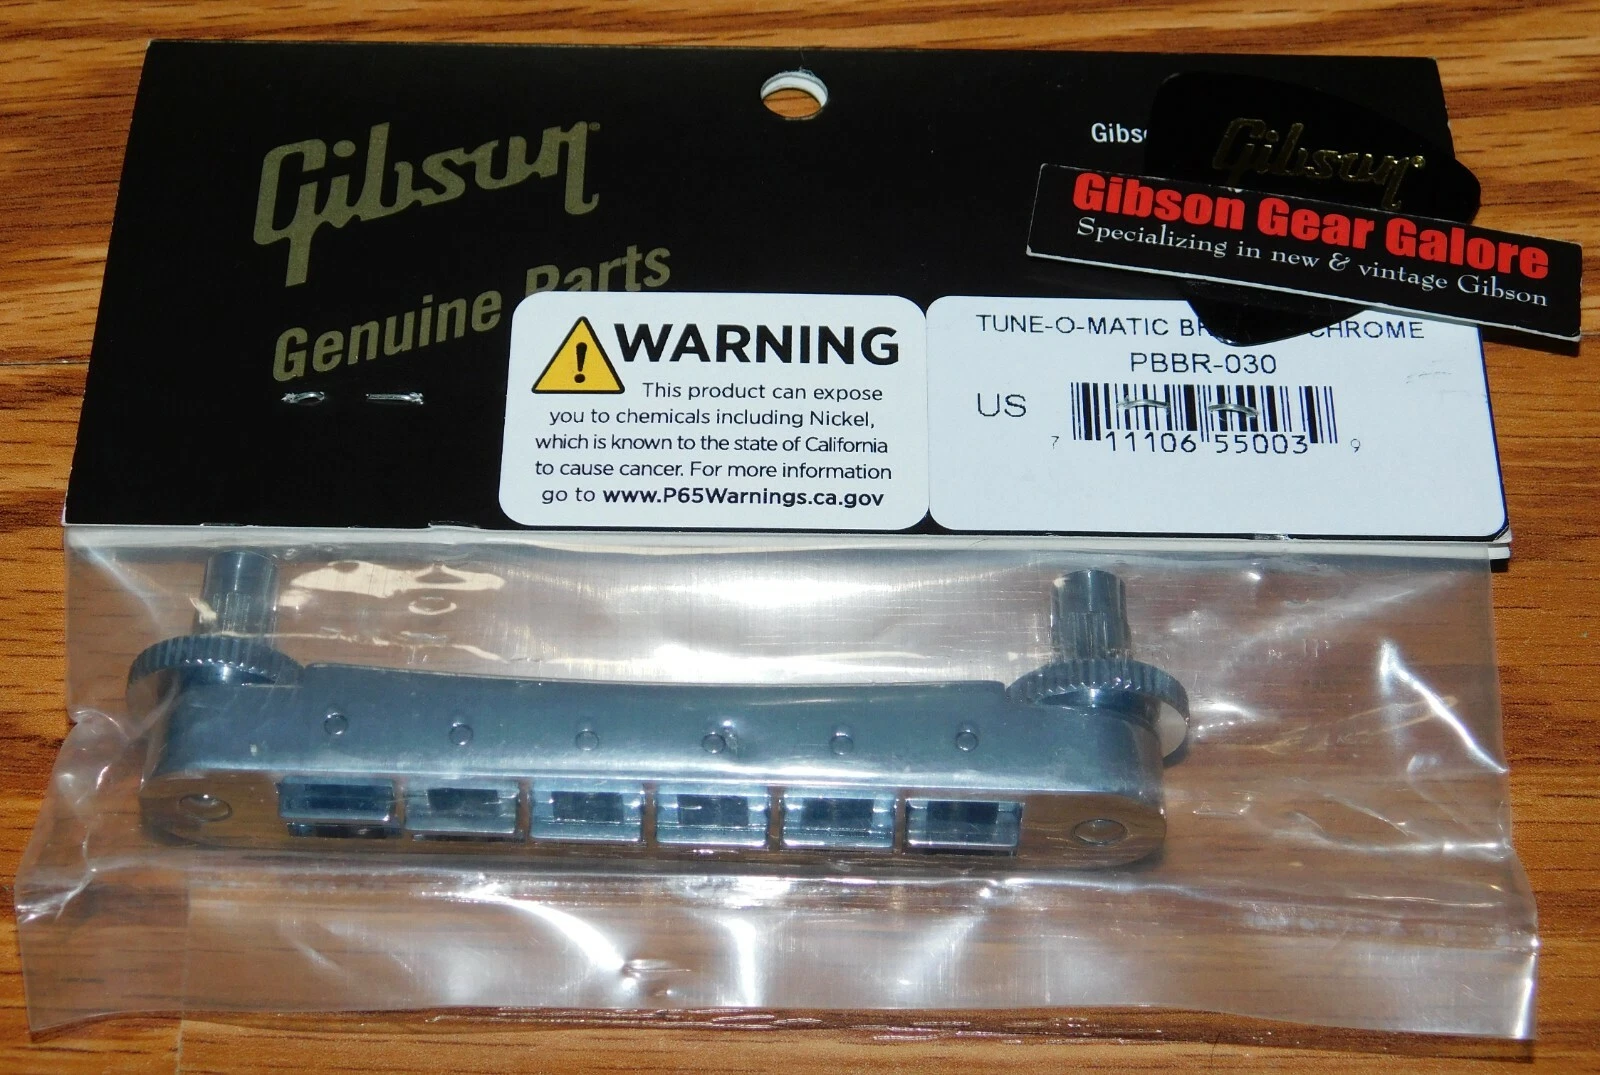 Gibson
Genuine Parts
Gibson
Gibson Gear Galore
Specializing in new & vintage Gibson
WARNING
This product can expose
you to chemicals including Nickel,
which is known to the state of California
to cause cancer. For more information
go to www.P65Warnings.ca.gov
TUNE-O-MATIC CHROME
PBBR-030
US
7 11106 55003 9